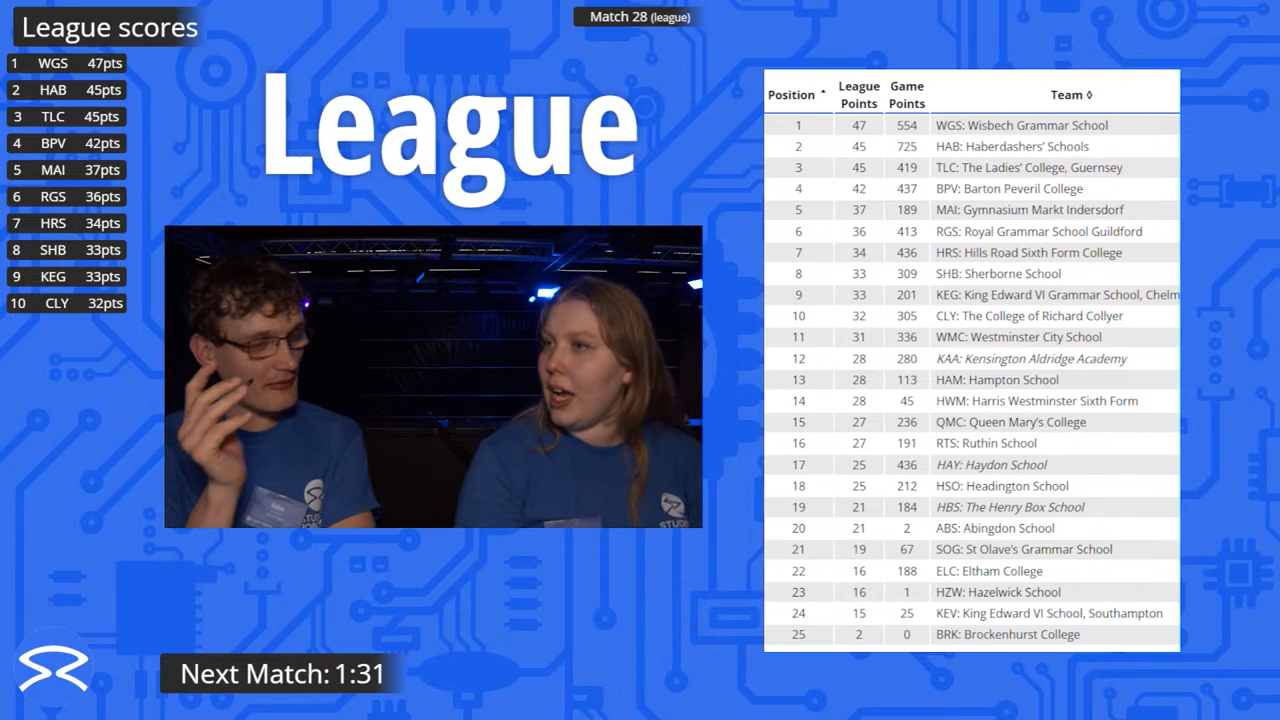 League scores
1 WGS 47pts
2 HAB 45pts
3 TLC 45pts
4 BPV 42pts
5 MAI 37pts
6 RGS 36pts
7 HRS 34pts
8 SHB 33pts
9 KEG 33pts
10 CLY 32pts
Match 28 (league)
League
STUD
Next Match: 1:31
Position League Points Game Points Team ◊
1 47 554 WGS: Wisbech Grammar School
2 45 725 HAB: Haberdashers’ Schools
3 45 419 TLC: The Ladies’ College, Guernsey
4 42 437 BPV: Barton Peveril College
5 37 189 MAI: Gymnasium Markt Indersdorf
6 36 413 RGS: Royal Grammar School Guildford
7 34 436 HRS: Hills Road Sixth Form College
8 33 309 SHB: Sherborne School
9 33 201 KEG: King Edward VI Grammar School, Chelm
10 32 305 CLY: The College of Richard Collyer
11 31 336 WMC: Westminster City School
12 28 280 KAA: Kensington Aldridge Academy
13 28 113 HAM: Hampton School
14 28 45 HWM: Harris Westminster Sixth Form
15 27 236 QMC: Queen Mary’s College
16 27 191 RTS: Ruthin School
17 25 436 HAY: Haydon School
18 25 212 HSO: Headington School
19 21 184 HBS: The Henry Box School
20 21 2 ABS: Abingdon School
21 19 67 SOG: St Olave’s Grammar School
22 16 188 ELC: Eltham College
23 16 1 HZW: Hazelwick School
24 15 25 KEV: King Edward VI School, Southampton
25 2 0 BRK: Brockenhurst College